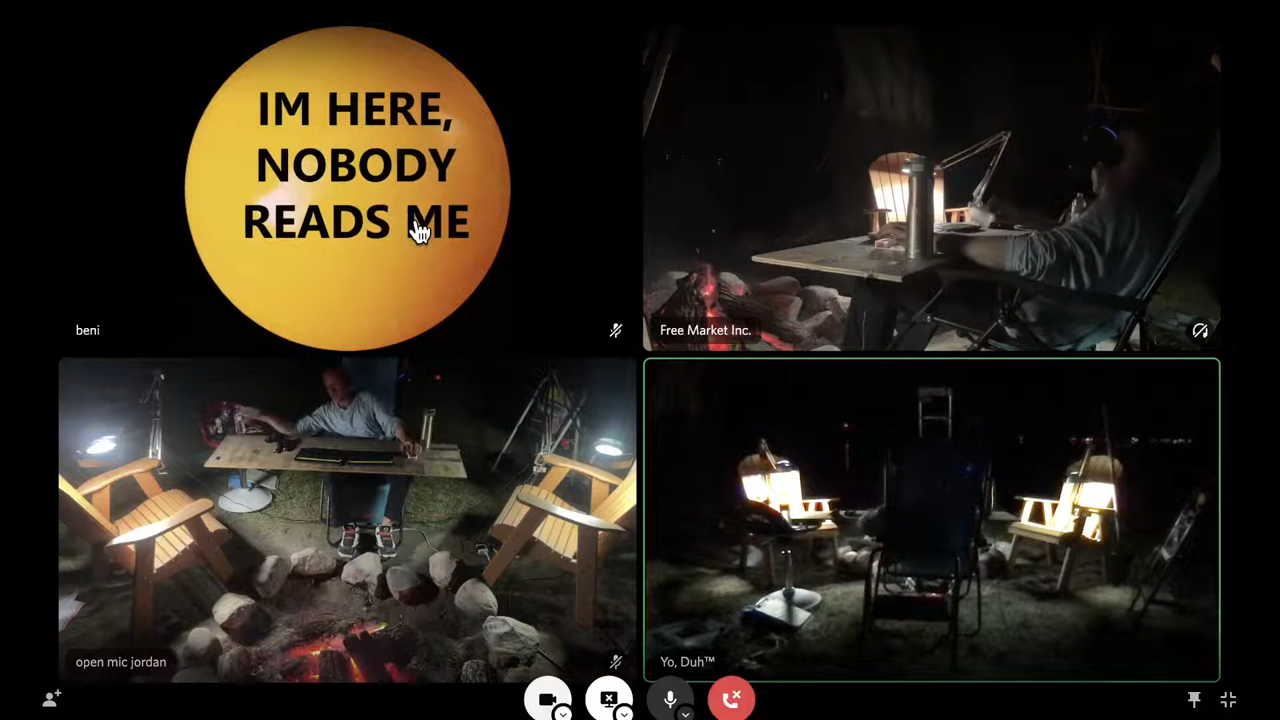 IM HERE,
NOBODY
READS ME
beni
Free Market Inc.
open mic jordan
Yo, Duh™